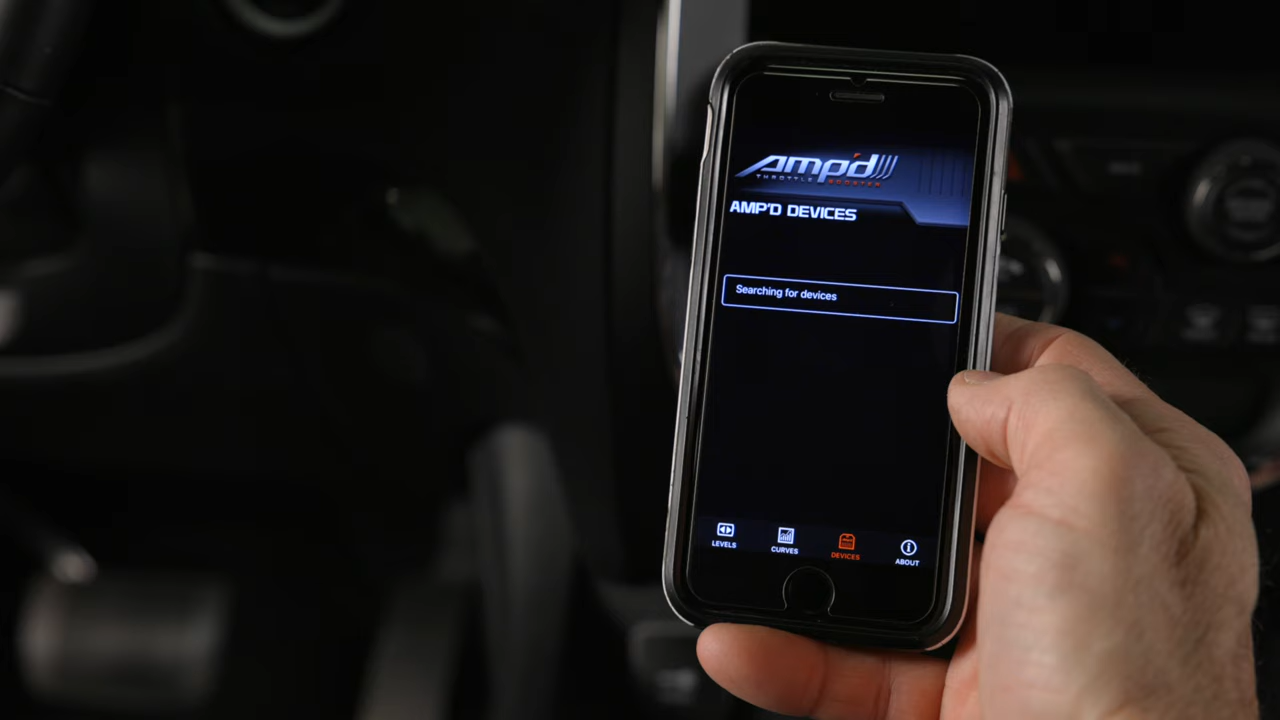 Amp'd
THROTTLE BOOSTER
AMP'D DEVICES
Searching for devices
LEVELS
CURVES
DEVICES
ABOUT